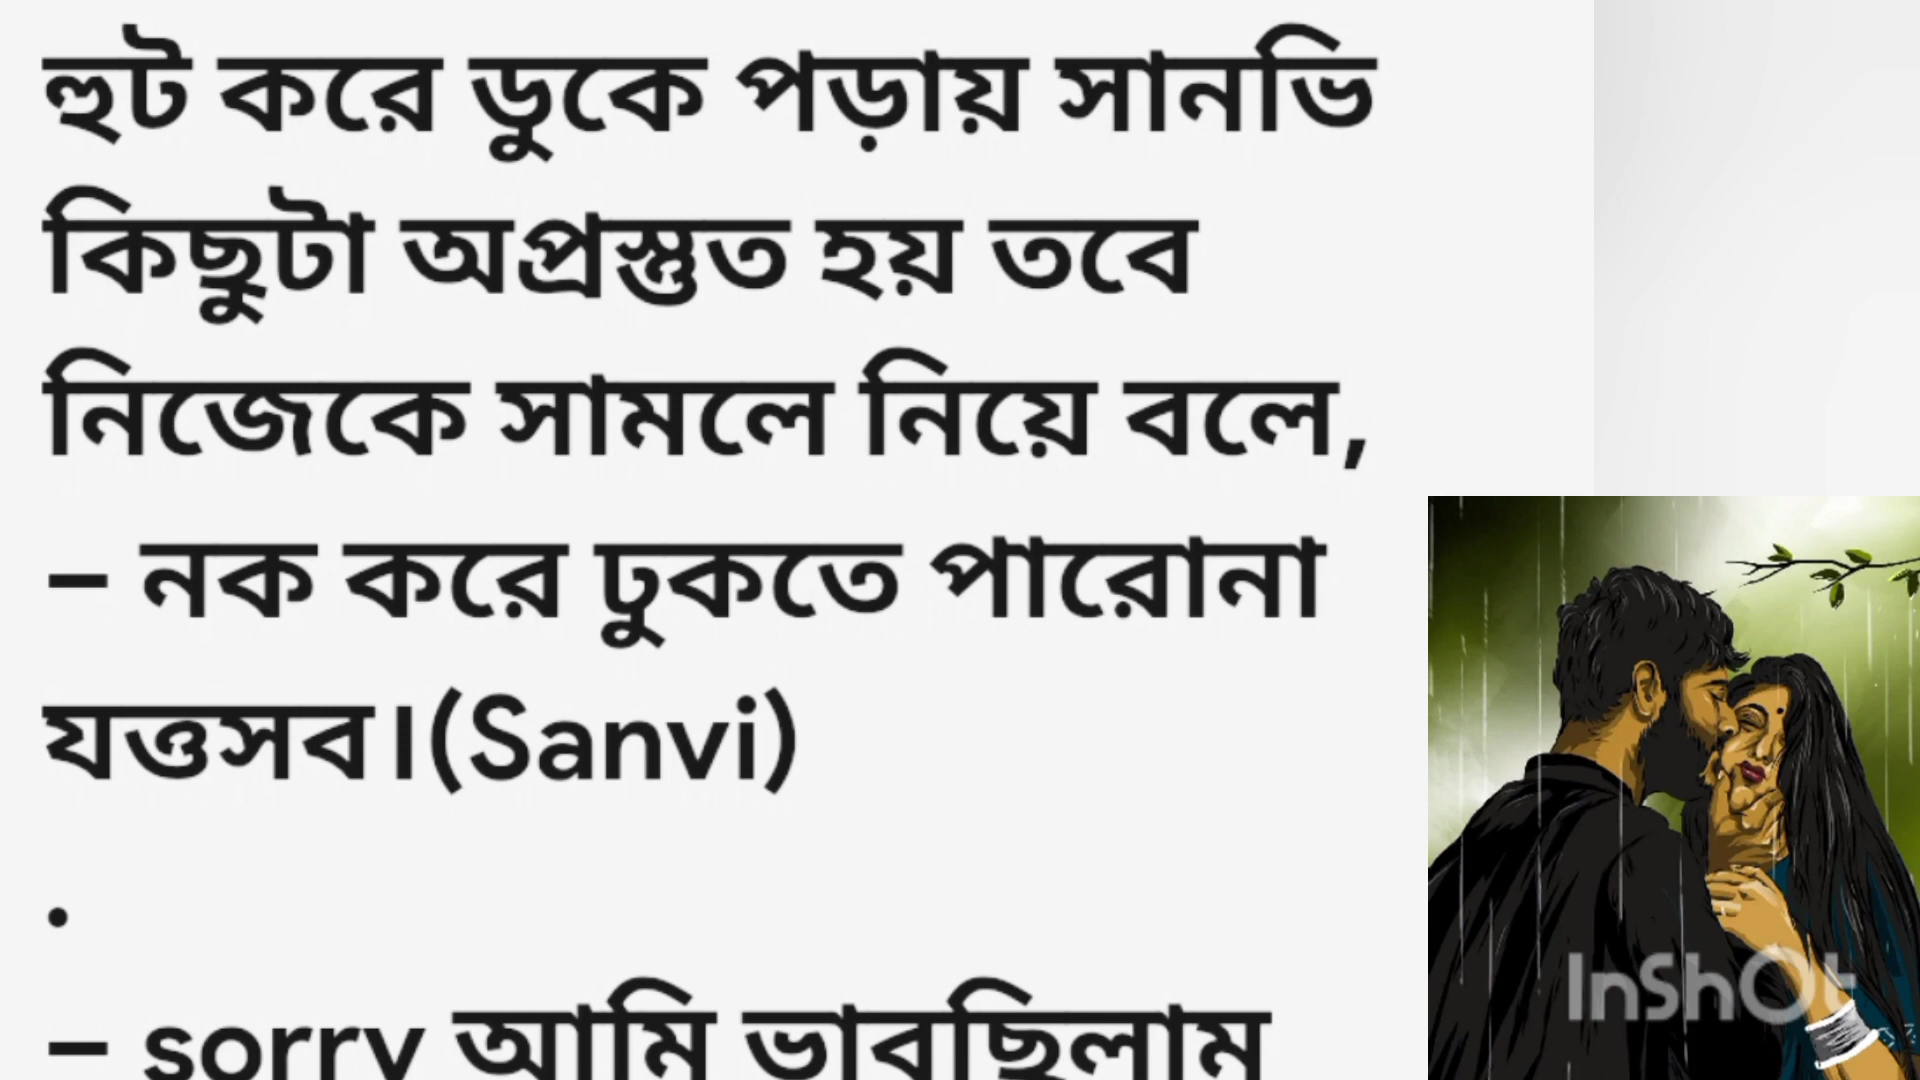 হুট করে ডুকে পড়ায় সানভি
কিছুটা অপ্রস্তুত হয় তবে
নিজেকে সামলে নিয়ে বলে,
– নক করে ঢুকতে পারোনা
যত্তসব।(Sanvi)
.
– sorry আমি ভাবছিলাম
InShOt